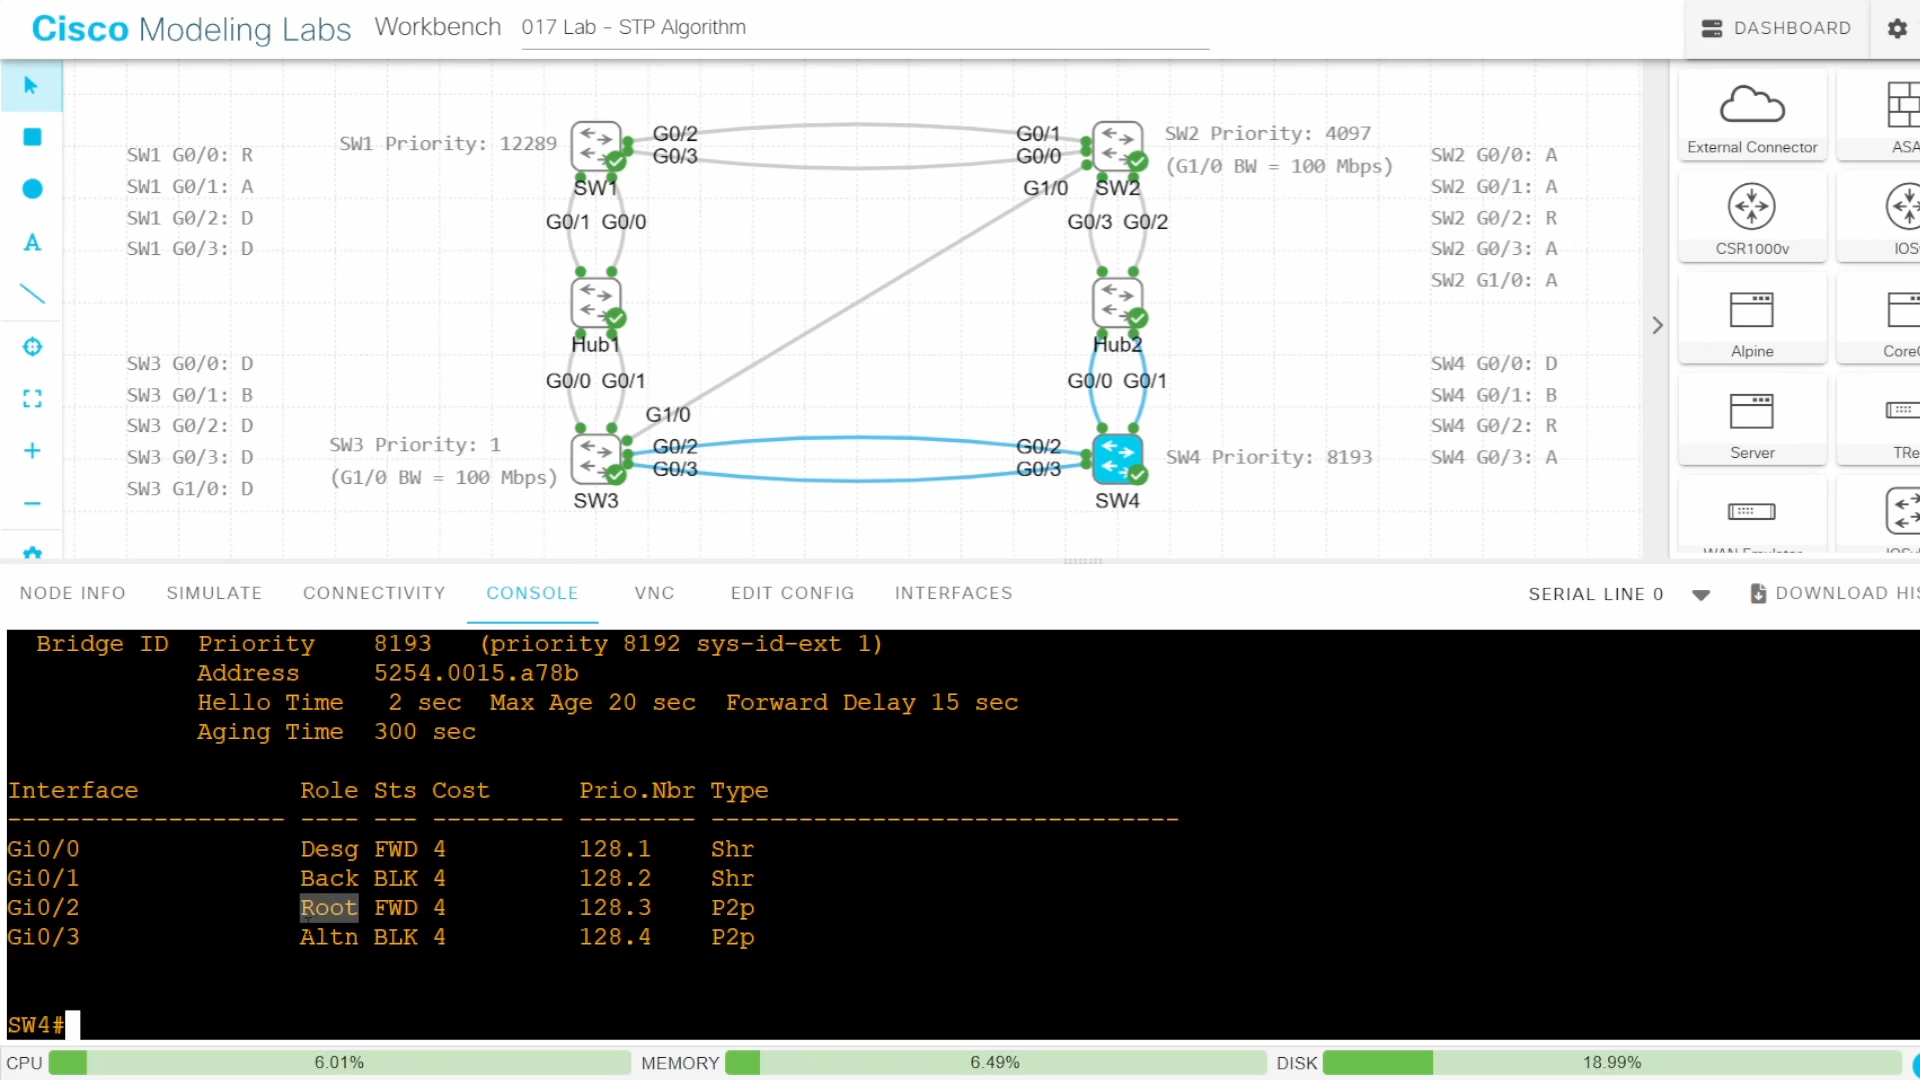 Cisco Modeling Labs Workbench 017 Lab - STP Algorithm DASHBOARD
External Connector
ASA
CSR1000v
Alpine
Server
TRe
SW1 Priority: 12289
SW1 G0/0: R
SW1 G0/1: A
SW1 G0/2: D
SW1 G0/3: D
G0/2
G0/3
G0/1
G0/0
G1/0
SW1
SW2
SW2 Priority: 4097
(G1/0 BW = 100 Mbps)
SW2 G0/0: A
SW2 G0/1: A
SW2 G0/2: R
SW2 G0/3: A
SW2 G1/0: A
G0/1 G0/0
G0/3 G0/2
Hub1
Hub2
G0/0 G0/1
G0/0 G0/1
SW3 G0/0: D
SW3 G0/1: B
SW3 G0/2: D
SW3 G0/3: D
SW3 G1/0: D
SW3 Priority: 1
(G1/0 BW = 100 Mbps)
G1/0
G0/2
G0/3
G0/2
G0/3
SW3
SW4
SW4 Priority: 8193
SW4 G0/0: D
SW4 G0/1: B
SW4 G0/2: R
SW4 G0/3: A
NODE INFO SIMULATE CONNECTIVITY CONSOLE VNC EDIT CONFIG INTERFACES SERIAL LINE 0 DOWNLOAD HIS
Bridge ID Priority 8193 (priority 8192 sys-id-ext 1)
Address 5254.0015.a78b
Hello Time 2 sec Max Age 20 sec Forward Delay 15 sec
Aging Time 300 sec
Interface Role Sts Cost Prio.Nbr Type
------------------- ---- --- --------- -------- --------------------------------
Gi0/0 Desg FWD 4 128.1 Shr
Gi0/1 Back BLK 4 128.2 Shr
Gi0/2 Root FWD 4 128.3 P2p
Gi0/3 Altn BLK 4 128.4 P2p
SW4#
CPU 6.01% MEMORY 6.49% DISK 18.99%